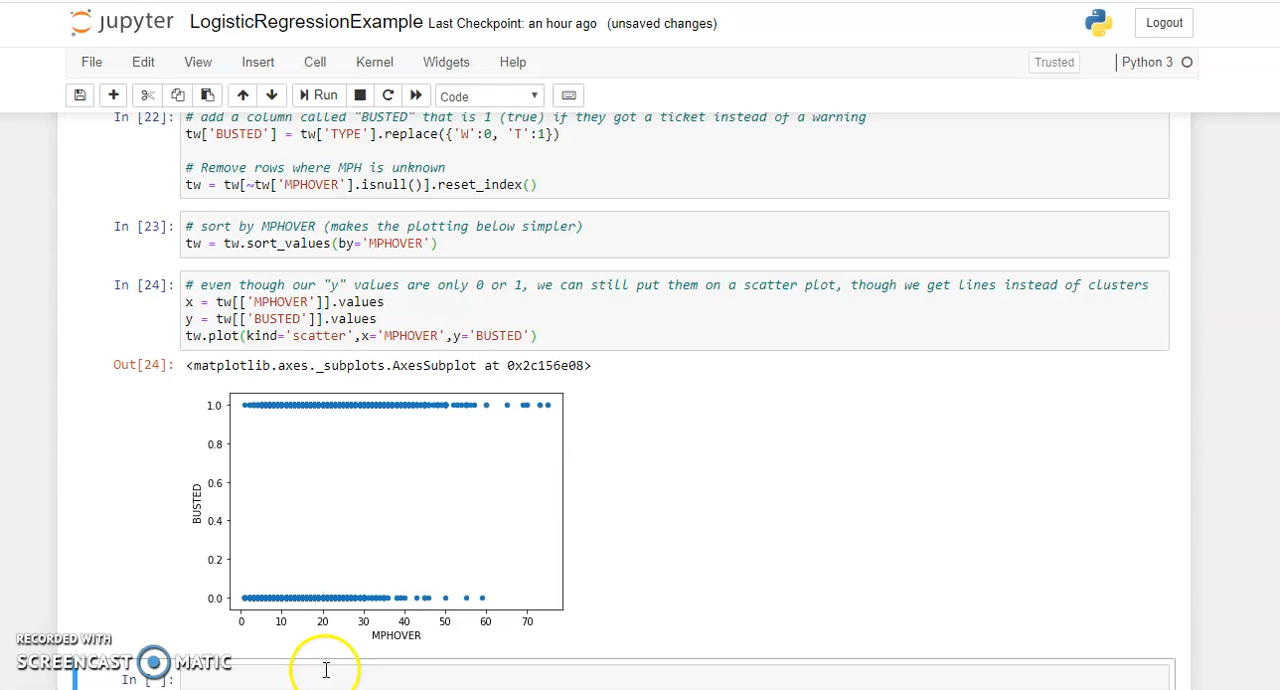 jupyter LogisticRegressionExample Last Checkpoint: an hour ago (unsaved changes) Logout
File Edit View Insert Cell Kernel Widgets Help Trusted Python 3
Run Code
In [22]: # add a column called "BUSTED" that is 1 (true) if they got a ticket instead of a warning
tw['BUSTED'] = tw['TYPE'].replace({'W':0, 'T':1})
# Remove rows where MPH is unknown
tw = tw[~tw['MPHOVER'].isnull()].reset_index()
In [23]: # sort by MPHOVER (makes the plotting below simpler)
tw = tw.sort_values(by='MPHOVER')
In [24]: # even though our "y" values are only 0 or 1, we can still put them on a scatter plot, though we get lines instead of clusters
x = tw[['MPHOVER']].values
y = tw[['BUSTED']].values
tw.plot(kind='scatter',x='MPHOVER',y='BUSTED')
Out[24]: <matplotlib.axes._subplots.AxesSubplot at 0x2c156e08>
1.0
0.8
0.6
0.4
0.2
0.0
BUSTED
0 10 20 30 40 50 60 70
MPHOVER
RECORDED WITH
SCREENCAST MATIC
In [ ]: